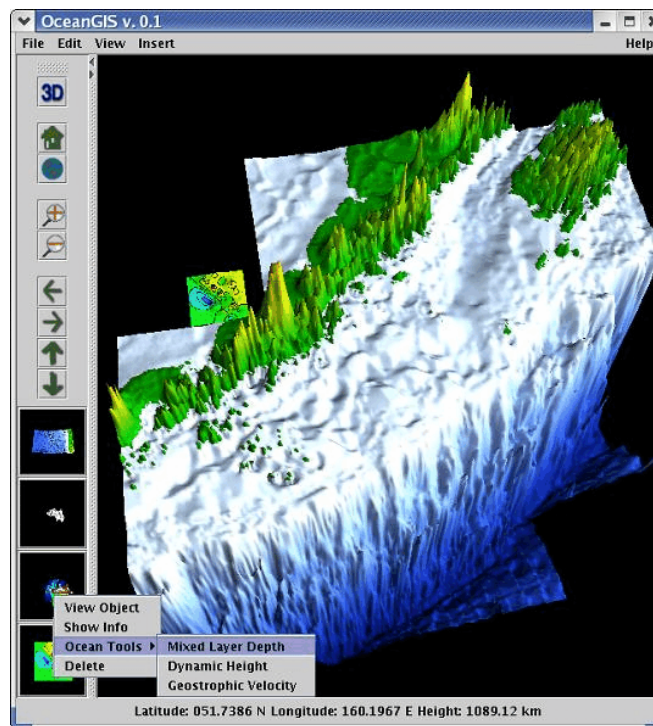 OceanGIS v. 0.1
File Edit View Insert Help
3D
View Object
Show Info
Ocean Tools
Delete
Mixed Layer Depth
Dynamic Height
Geostrophic Velocity
Latitude: 051.7386 N Longitude: 160.1967 E Height: 1089.12 km